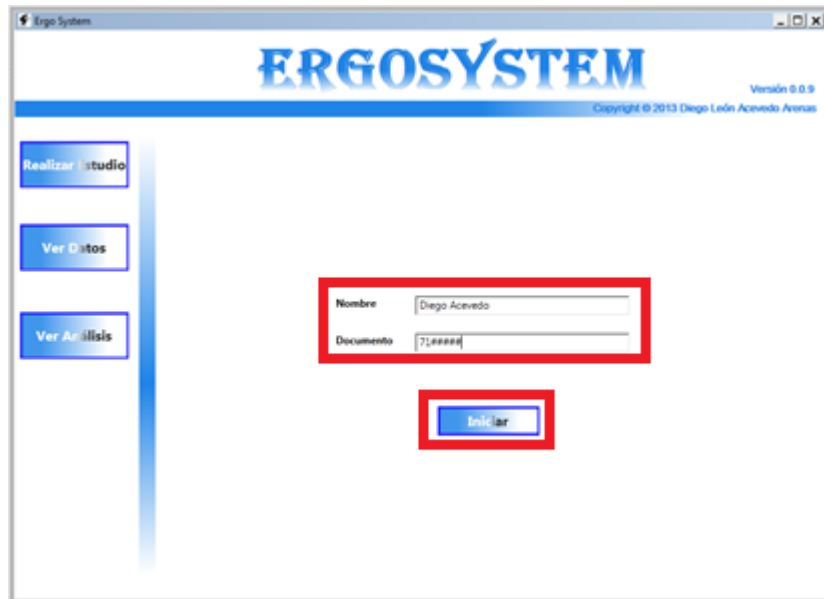 Ergo System
ERGOSYSTEM
Versión 0.0.9
Copyright © 2013 Diego León Acevedo Arenas
Realizar Estudio
Ver Datos
Ver Análisis
Nombre Diego Acevedo
Documento 71#####
Iniciar